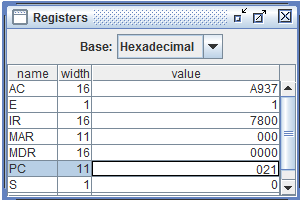 Registers
Base: Hexadecimal
name width value
AC 16 A937
E 1 1
IR 16 7800
MAR 11 000
MDR 16 0000
PC 11 021
S 1 0